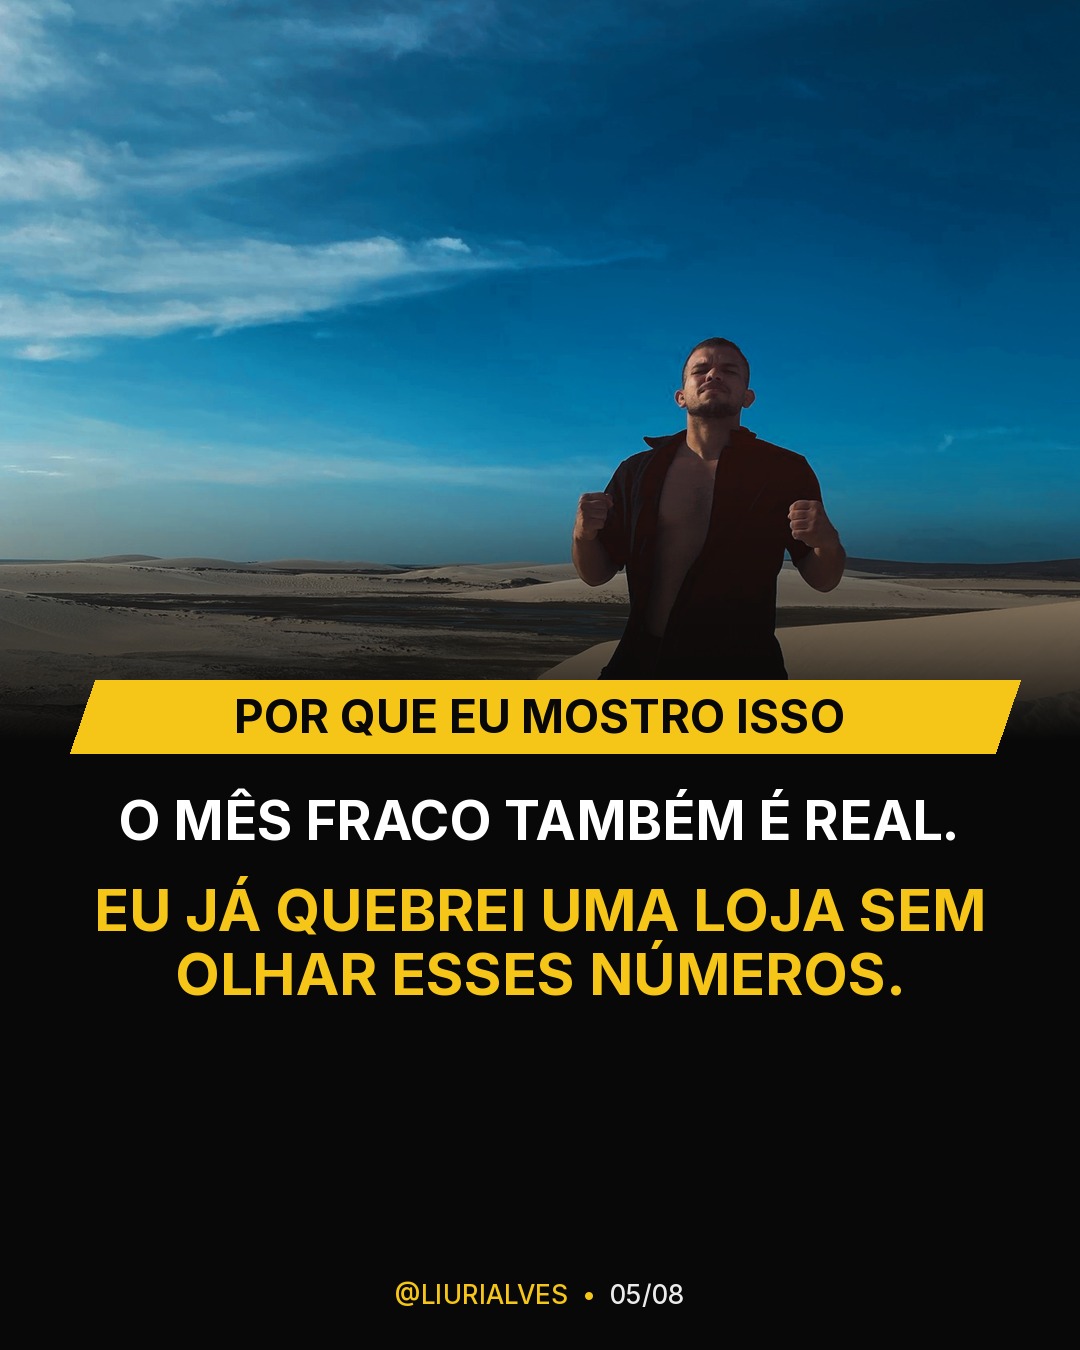 POR QUE EU MOSTRO ISSO
O MÊS FRACO TAMBÉM É REAL.
EU JÁ QUEBREI UMA LOJA SEM
OLHAR ESSES NÚMEROS.
@LIURIALVES • 05/08